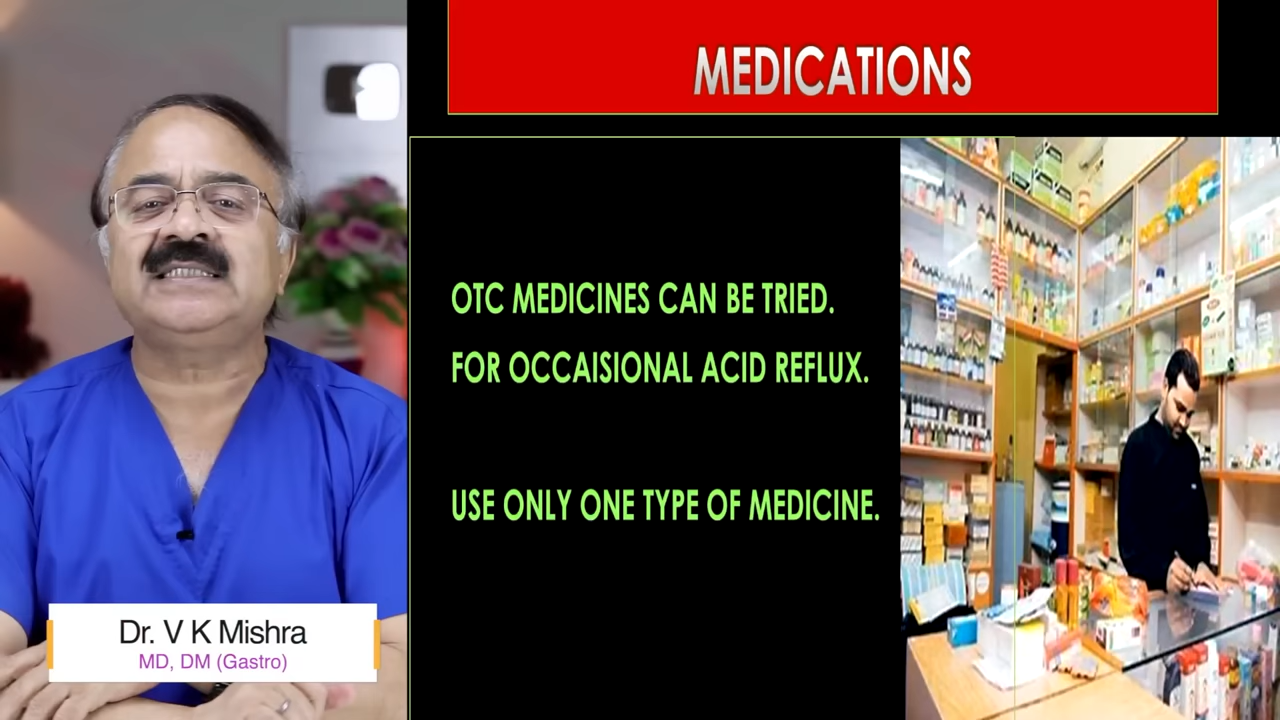 MEDICATIONS
OTC MEDICINES CAN BE TRIED.
FOR OCCAISIONAL ACID REFLUX.
USE ONLY ONE TYPE OF MEDICINE.
Dr. V K Mishra
MD, DM (Gastro)